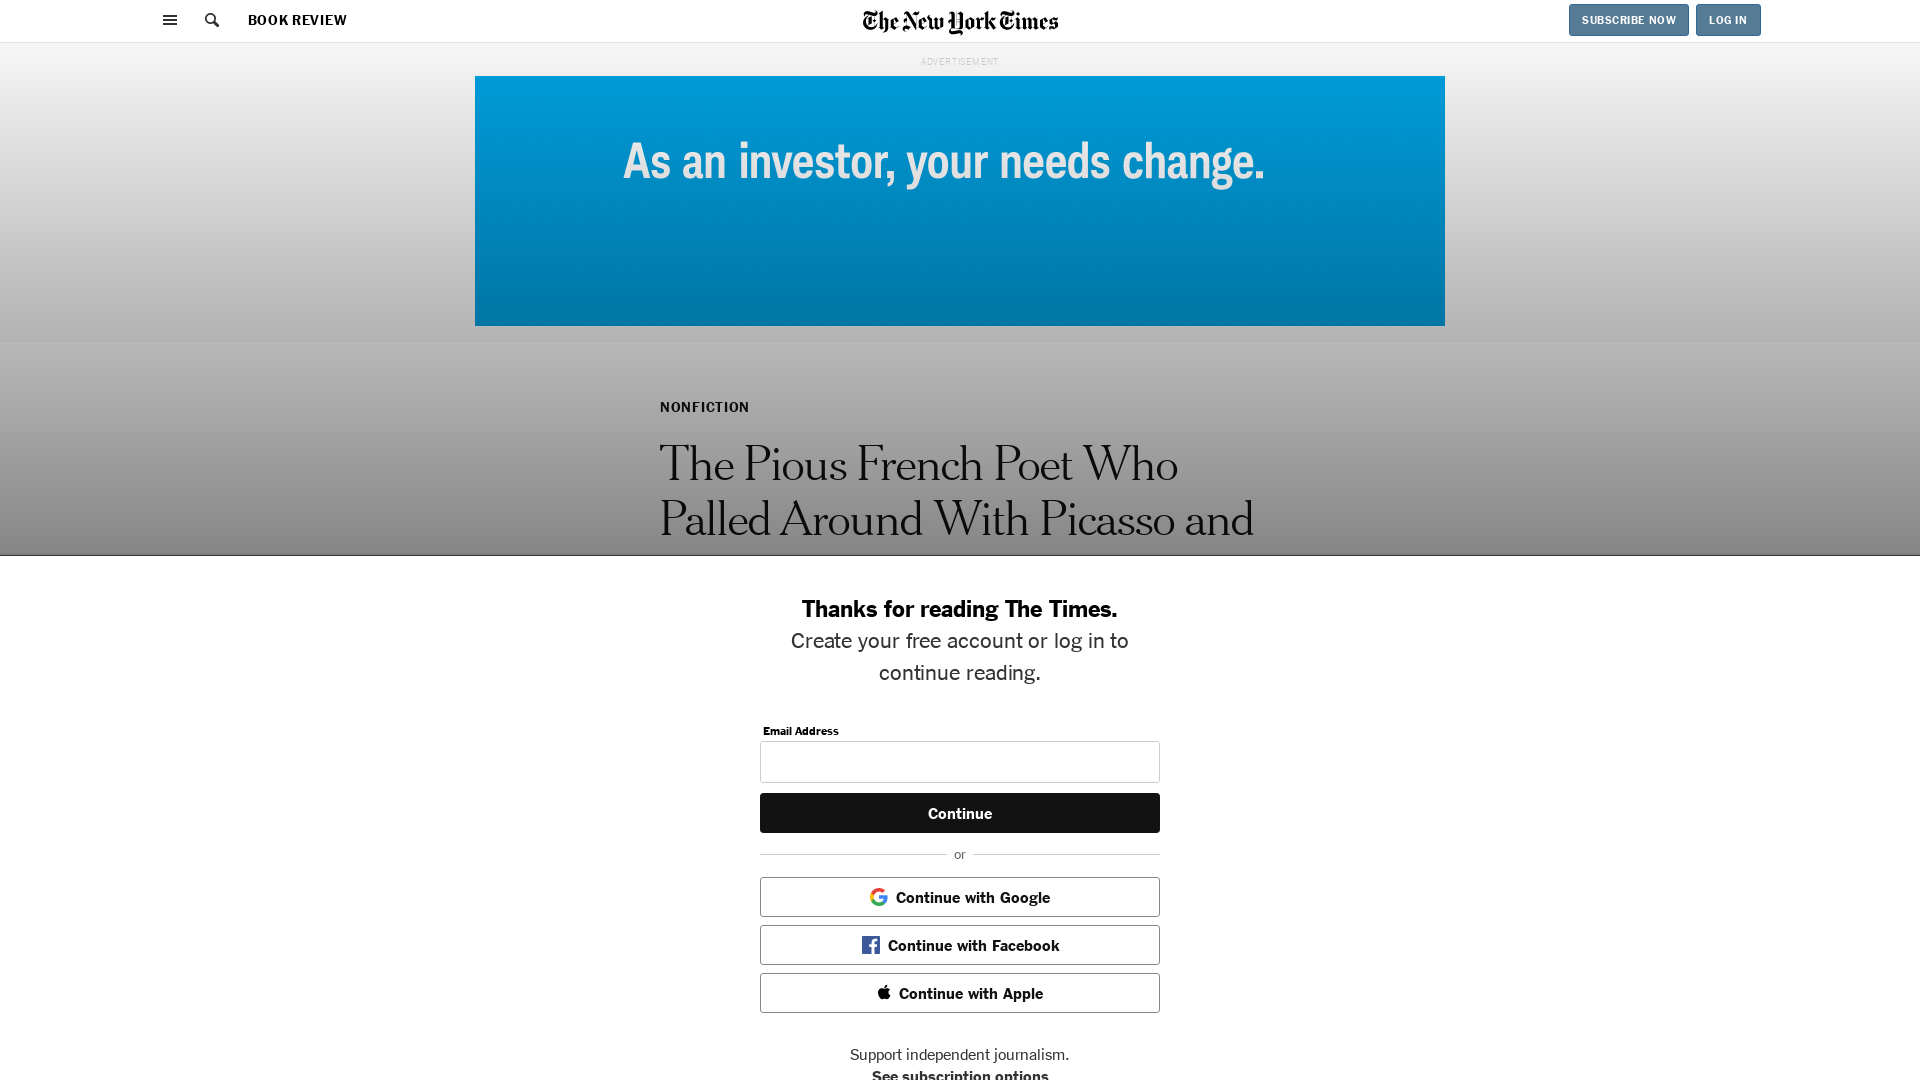 BOOK REVIEW
The New York Times
SUBSCRIBE NOW
LOG IN
ADVERTISEMENT
As an investor, your needs change.
NONFICTION
The Pious French Poet Who
Palled Around With Picasso and
Thanks for reading The Times.
Create your free account or log in to
continue reading.
Email Address
Continue
or
Continue with Google
Continue with Facebook
Continue with Apple
Support independent journalism.
See subscription options